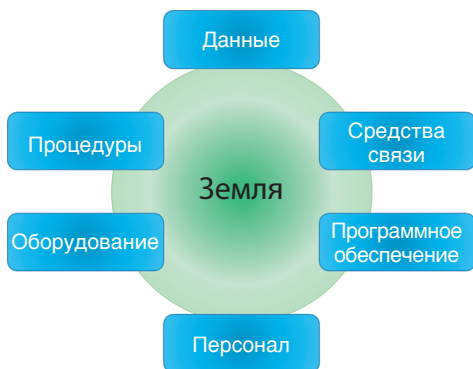 Данные
Процедуры
Средства
связи
Земля
Оборудование
Программное
обеспечение
Персонал